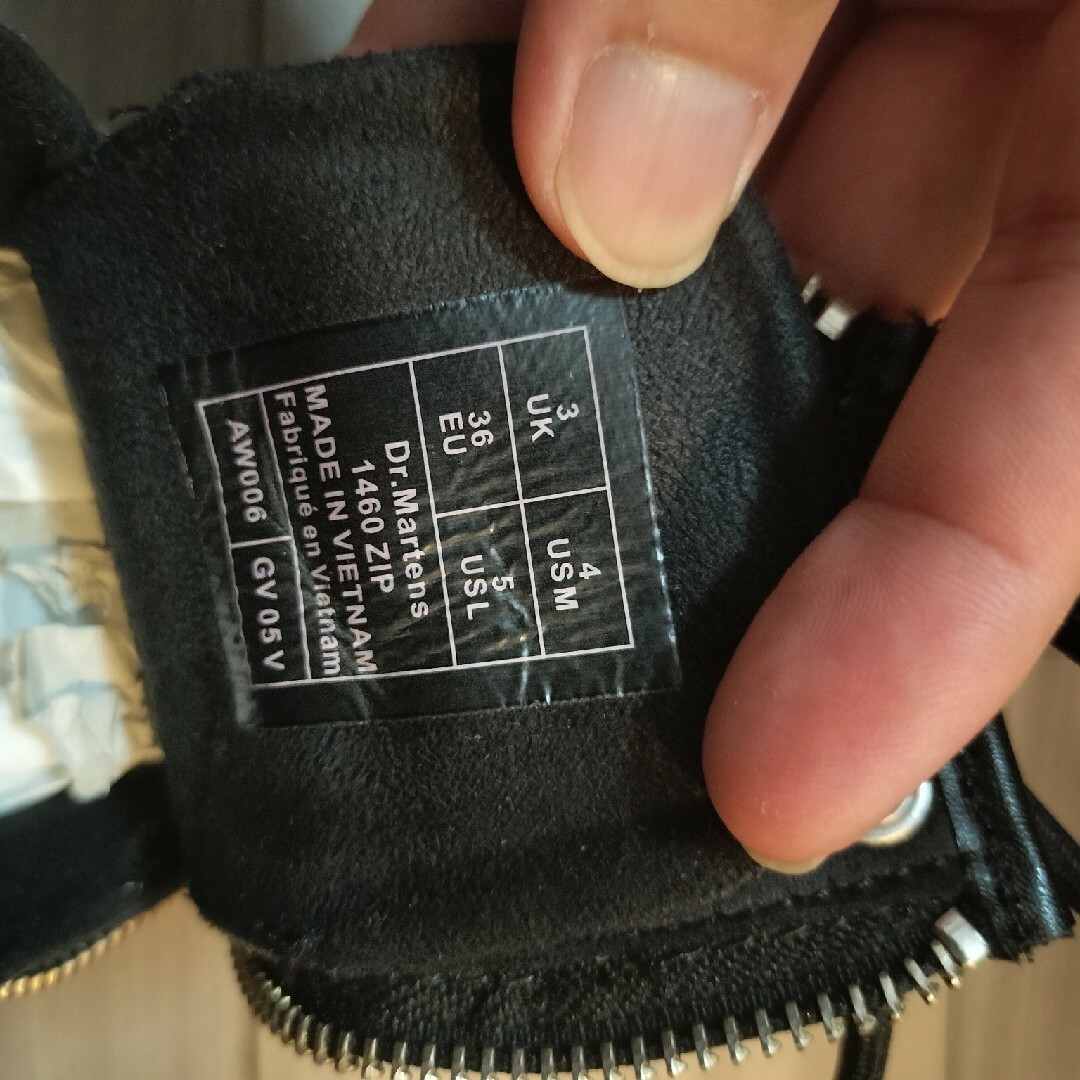 3
UK
4
USM
36
EU
5
USL
Dr.Martens
1460 ZIP
MADE IN VIETNAM
Fabriqué en Vietnam
AW006
GV 05 V